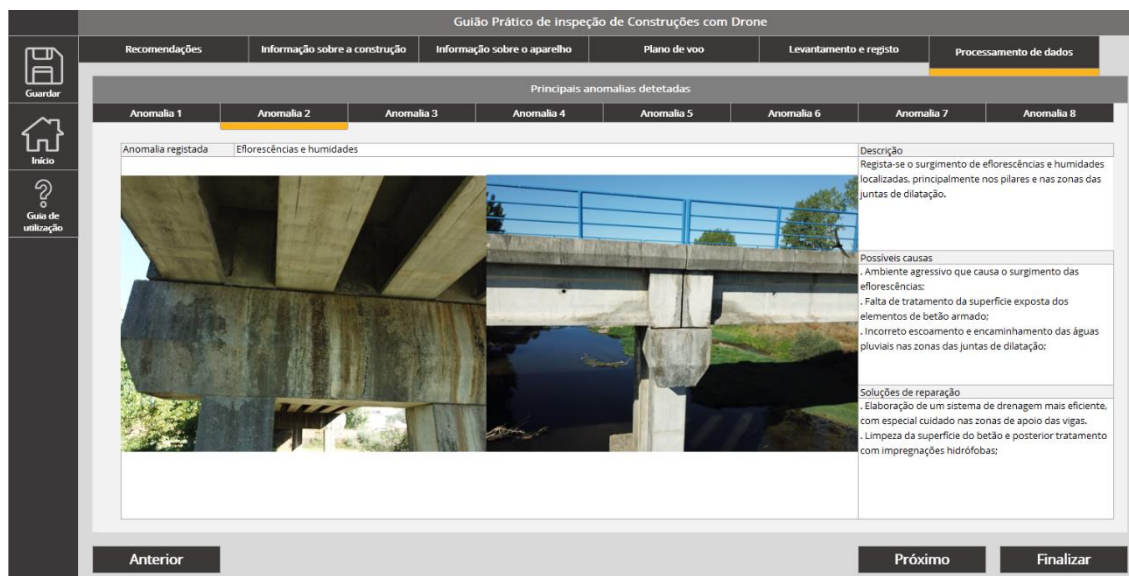 Guião Prático de inspeção de Construções com Drone
Recomendações
Informação sobre a construção
Informação sobre o aparelho
Plano de voo
Levantamento e registo
Processamento de dados
Guardar
Início
Guia de
utilização
Principais anomalias detetadas
Anomalia 1
Anomalia 2
Anomalia 3
Anomalia 4
Anomalia 5
Anomalia 6
Anomalia 7
Anomalia 8
Anomalia registada
Eflorescências e humidades
Descrição
Regista-se o surgimento de eflorescências e humidades
localizadas, principalmente nos pilares e nas zonas das
juntas de dilatação.
Possíveis causas
. Ambiente agressivo que causa o surgimento das
eflorescências;
. Falta de tratamento da superfície exposta dos
elementos de betão armado;
. Incorreto escoamento e encaminhamento das águas
pluviais nas zonas das juntas de dilatação;
Soluções de reparação
. Elaboração de um sistema de drenagem mais eficiente,
com especial cuidado nas zonas de apoio das vigas.
. Limpeza da superfície do betão e posterior tratamento
com impregnações hidrófobas;
Anterior
Próximo
Finalizar